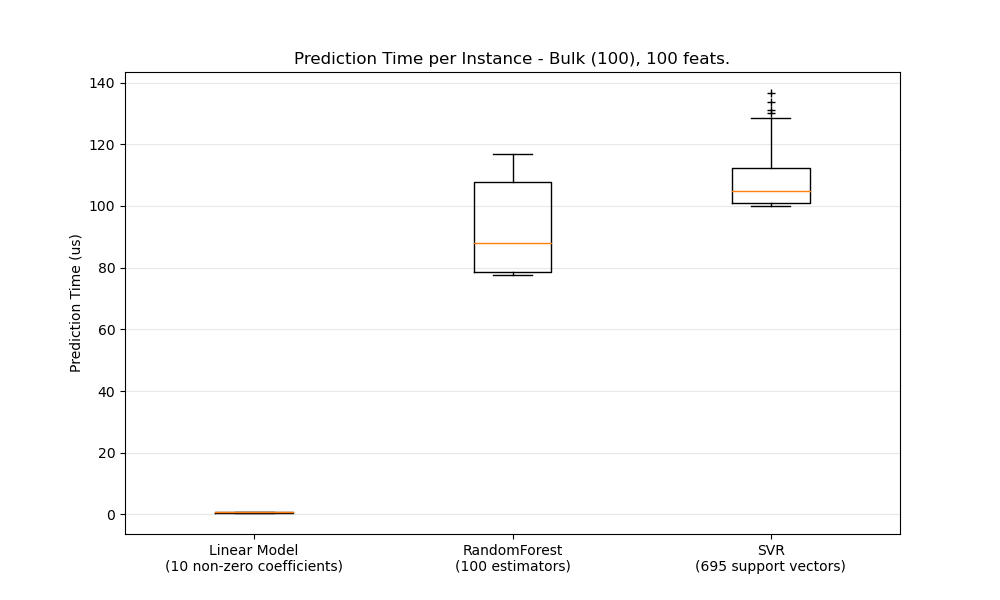 Prediction Time per Instance - Bulk (100), 100 feats.
140
120
100
80
60
40
20
0
Prediction Time (us)
Linear Model
(10 non-zero coefficients)
RandomForest
(100 estimators)
SVR
(695 support vectors)